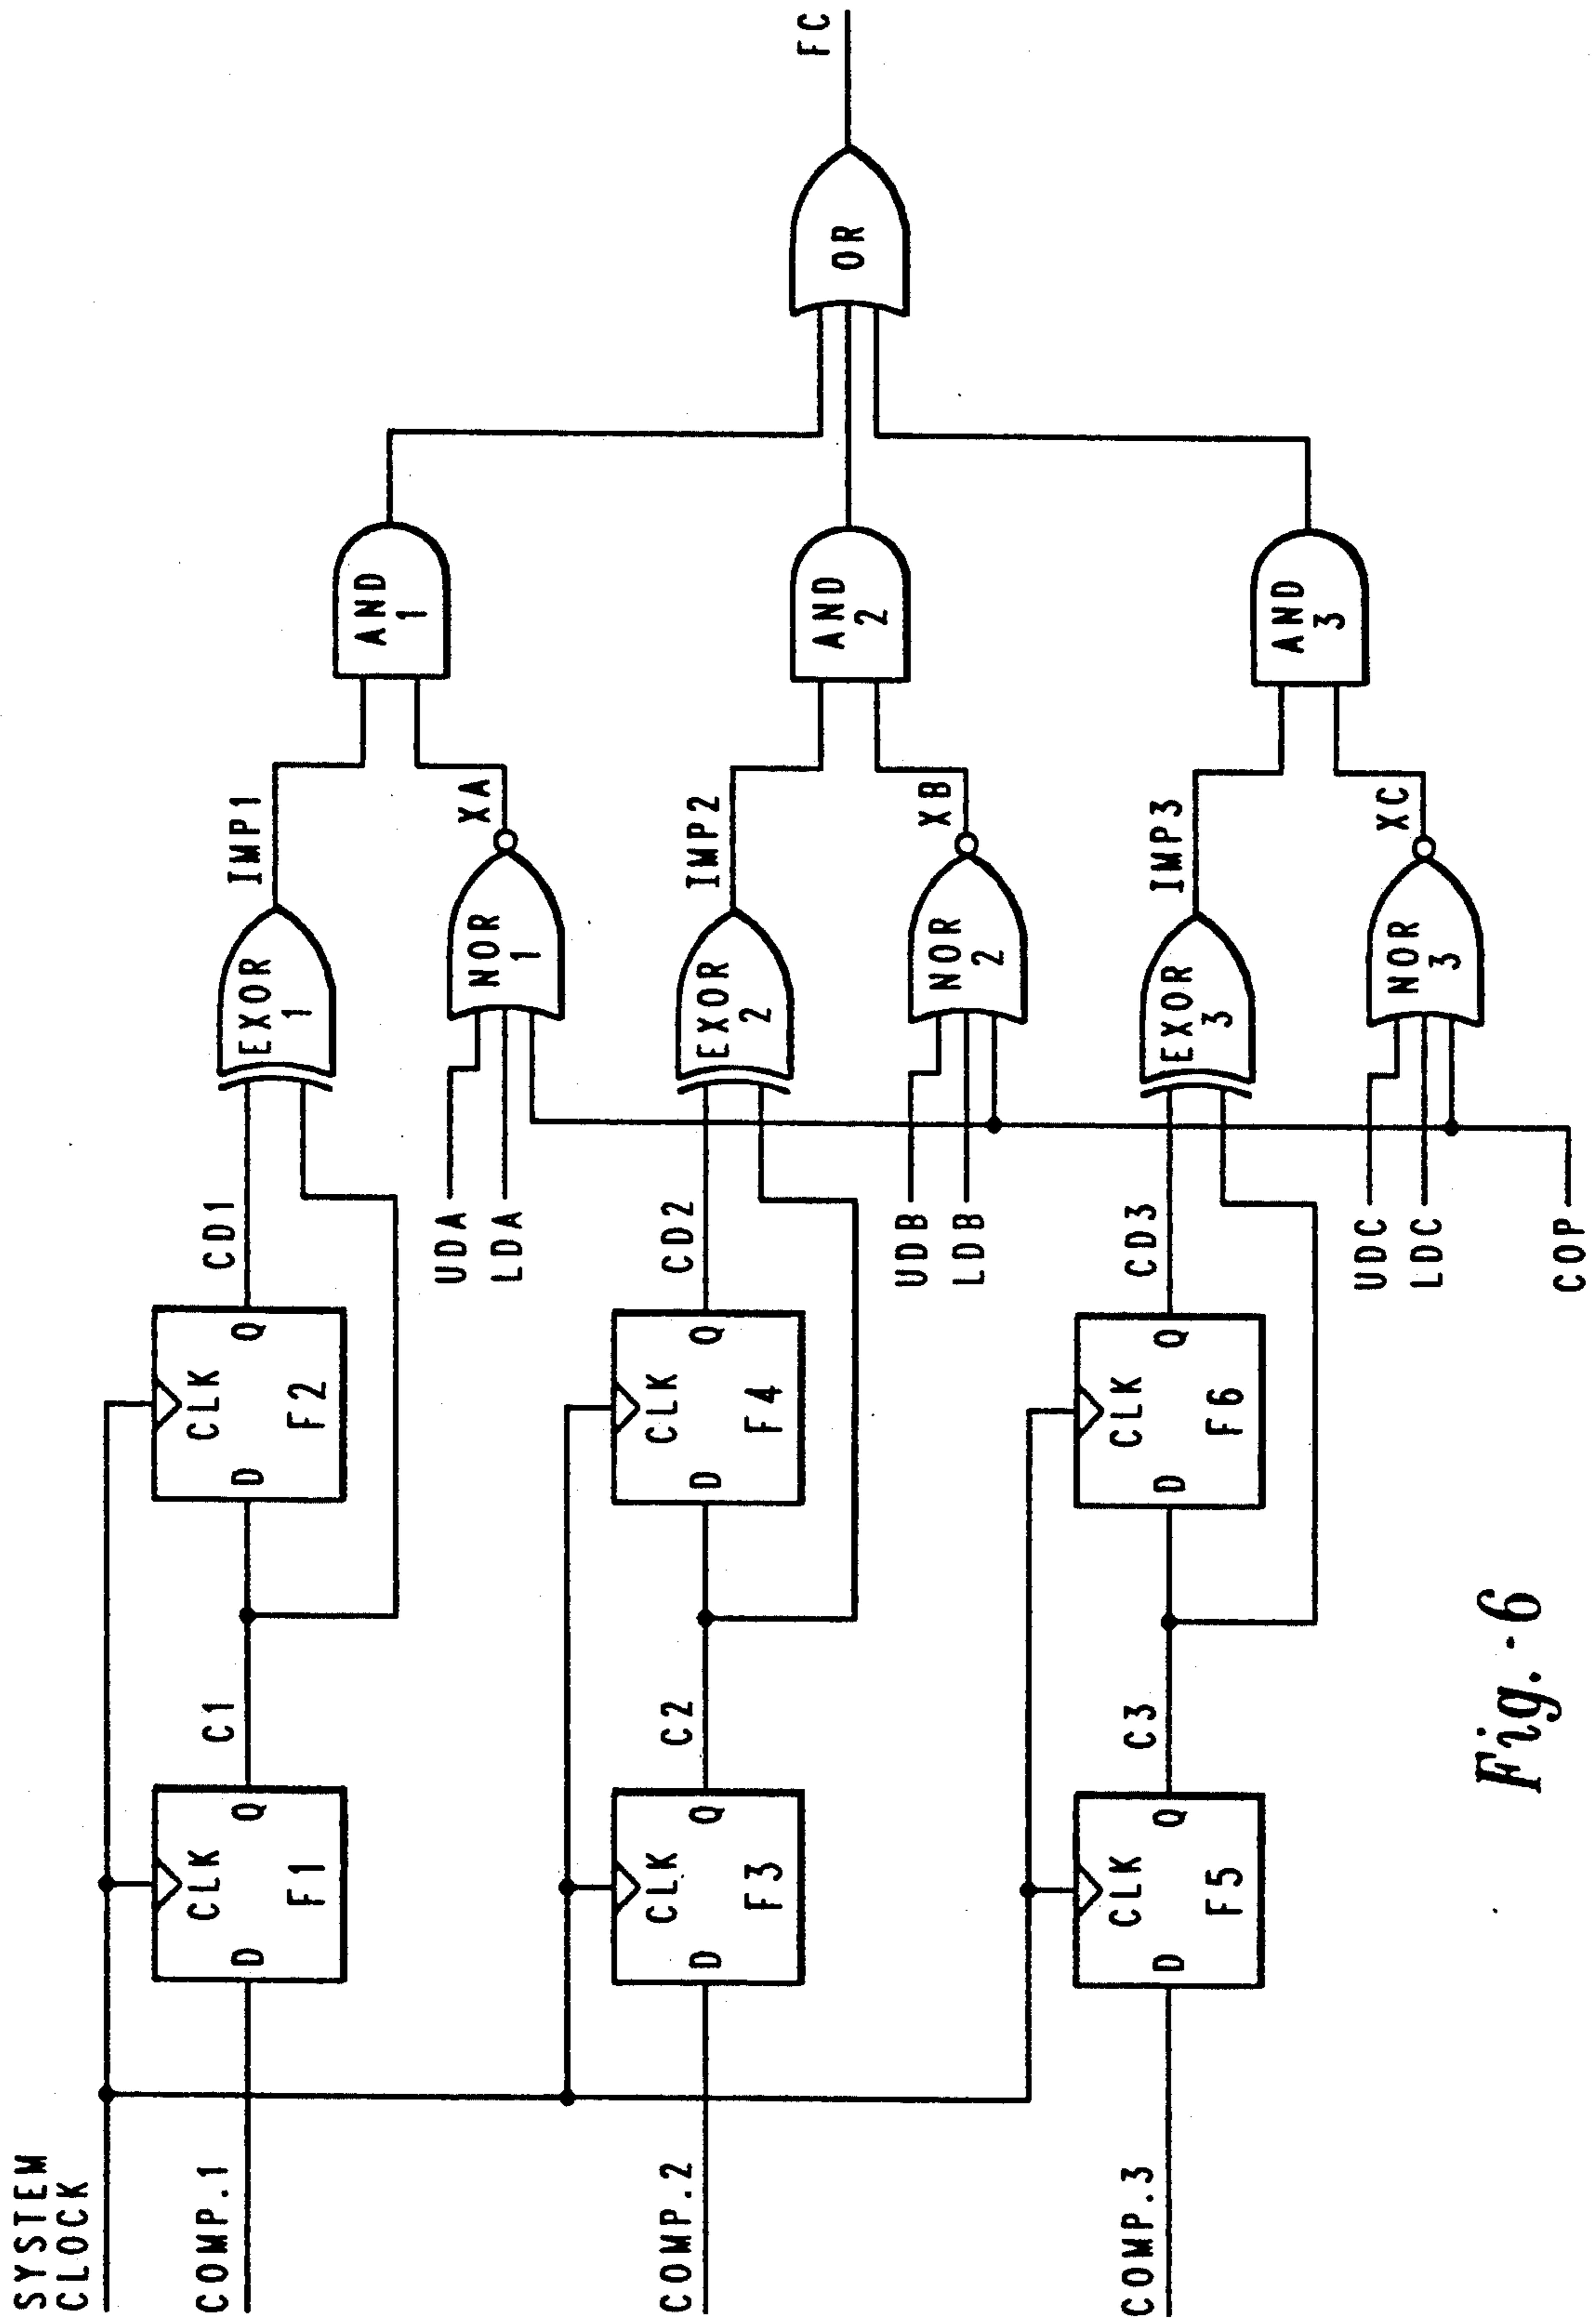 SYSTEM
CLOCK
COMP.1
D
CLK
Q
F1
C1
D
CLK
Q
F2
CD1
EXOR
1
IMP1
UDA
LDA
NOR
1
XA
AND
1
COMP.2
D
CLK
Q
F3
C2
D
CLK
Q
F4
CD2
EXOR
2
IMP2
UDB
LDB
NOR
2
XB
AND
2
OR
FC
COMP.3
D
CLK
Q
F5
C3
D
CLK
Q
F6
CD3
EXOR
3
IMP3
UDC
LDC
NOR
3
XC
AND
3
COP
Fig.-6